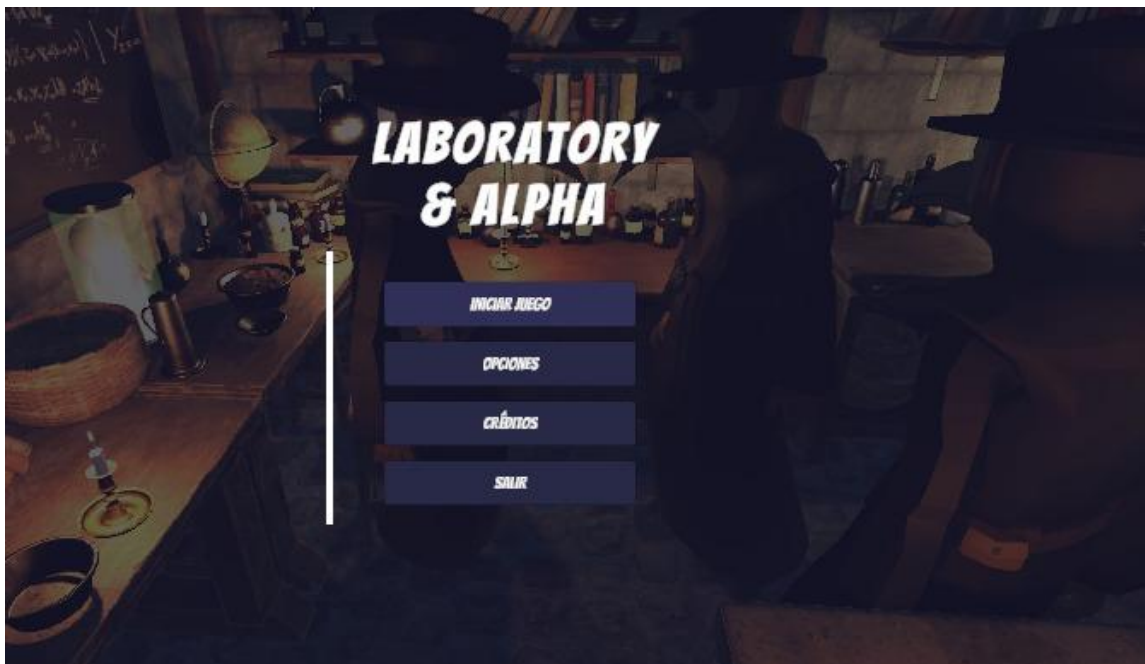 LABORATORY
& ALPHA
INICIAR JUEGO
OPCIONES
CRÉDITOS
SALIR